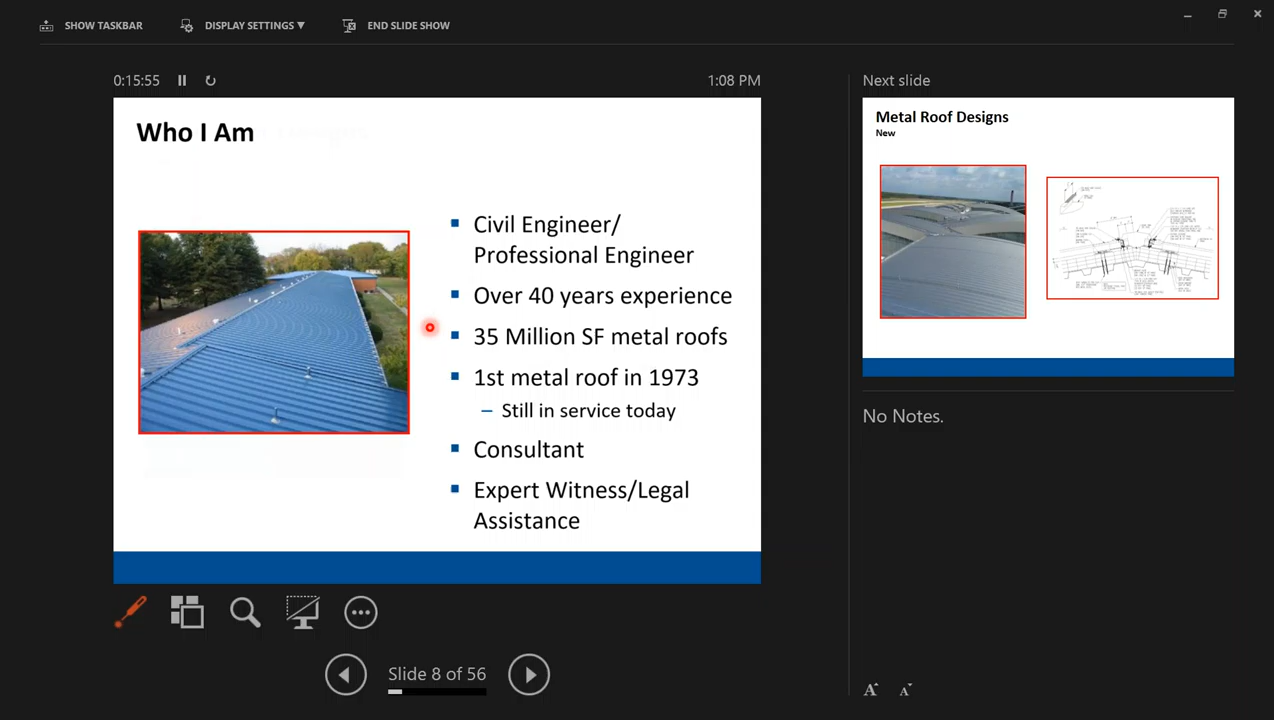 SHOW TASKBAR
DISPLAY SETTINGS ▼
END SLIDE SHOW
0:15:55
1:08 PM
Next slide
Who I Am
Civil Engineer/
Professional Engineer
Over 40 years experience
35 Million SF metal roofs
1st metal roof in 1973
– Still in service today
Consultant
Expert Witness/Legal
Assistance
Metal Roof Designs
New
No Notes.
Slide 8 of 56
A A